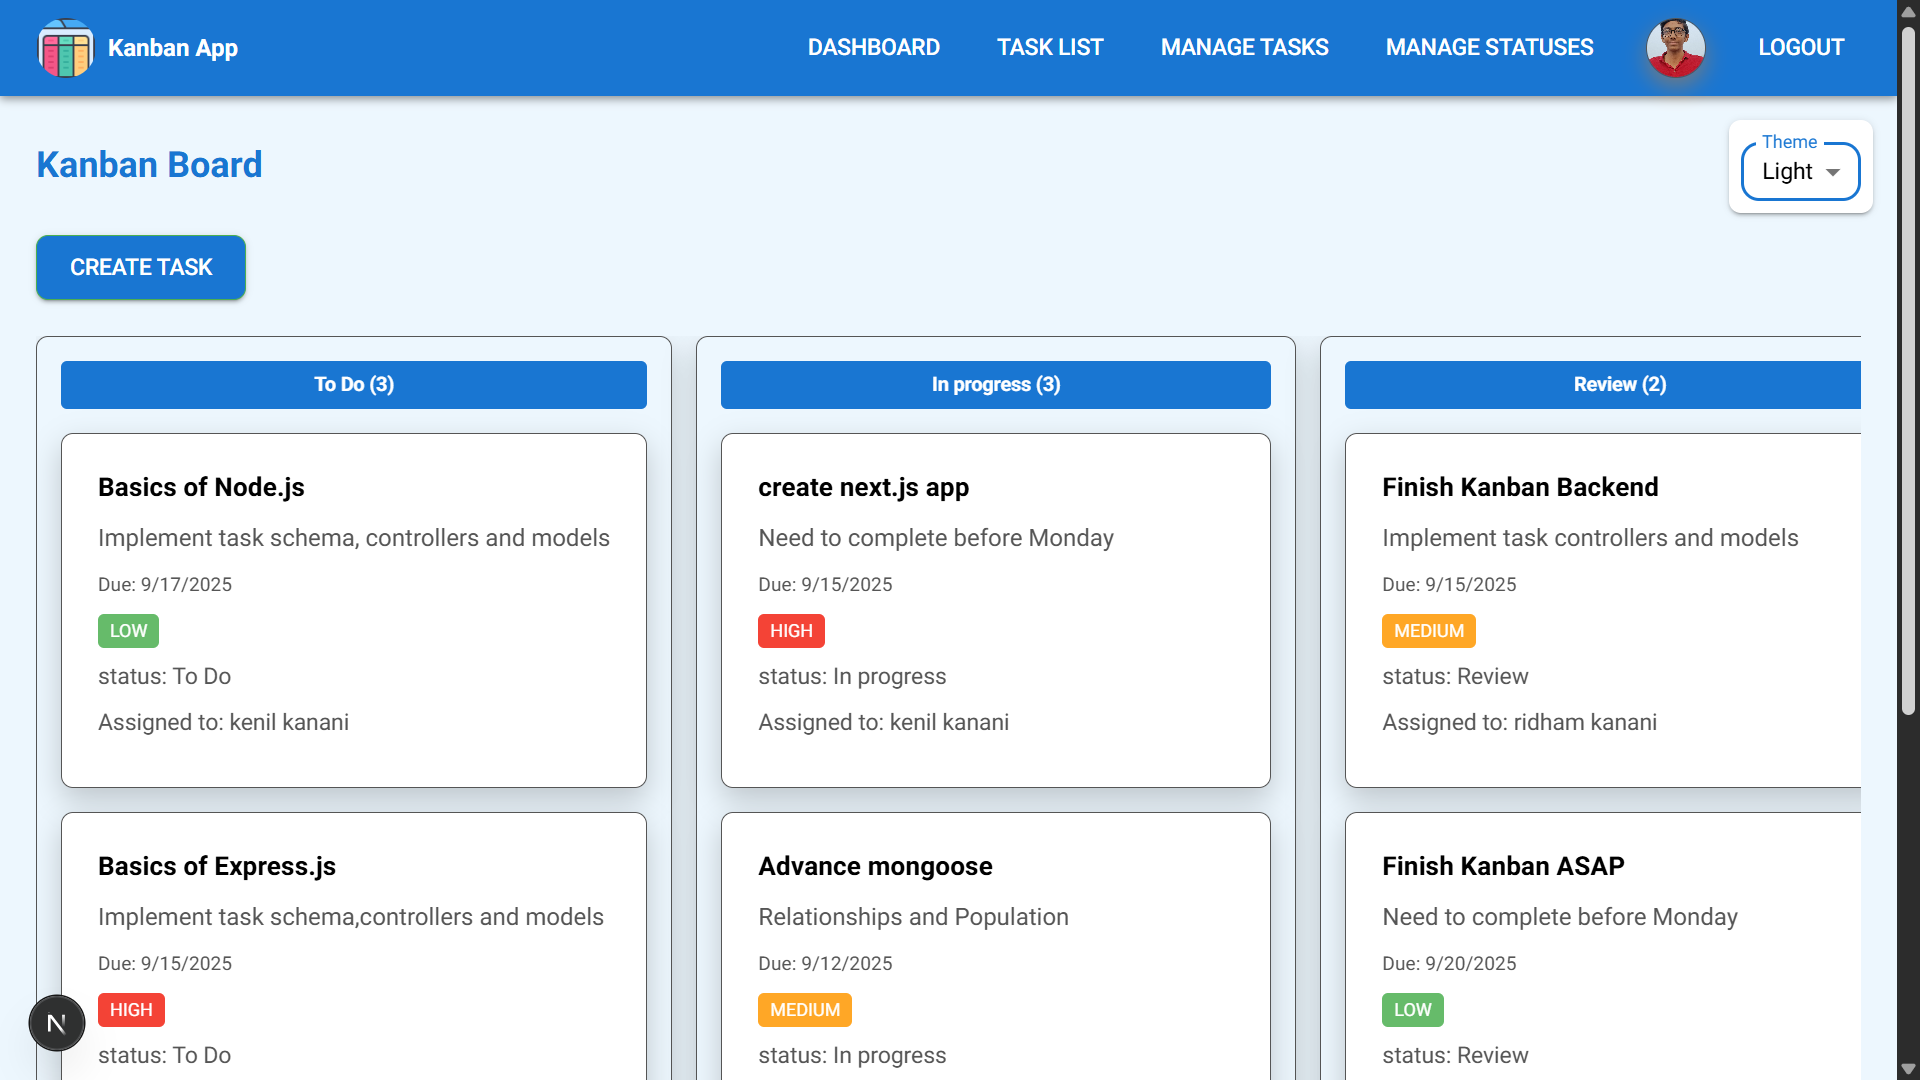 Kanban App
DASHBOARD
TASK LIST
MANAGE TASKS
MANAGE STATUSES
LOGOUT
Kanban Board
Theme
Light
CREATE TASK
To Do (3)
Basics of Node.js
Implement task schema, controllers and models
Due: 9/17/2025
LOW
status: To Do
Assigned to: kenil kanani
Basics of Express.js
Implement task schema,controllers and models
Due: 9/15/2025
HIGH
status: To Do
In progress (3)
create next.js app
Need to complete before Monday
Due: 9/15/2025
HIGH
status: In progress
Assigned to: kenil kanani
Advance mongoose
Relationships and Population
Due: 9/12/2025
MEDIUM
status: In progress
Review (2)
Finish Kanban Backend
Implement task controllers and models
Due: 9/15/2025
MEDIUM
status: Review
Assigned to: ridham kanani
Finish Kanban ASAP
Need to complete before Monday
Due: 9/20/2025
LOW
status: Review
N